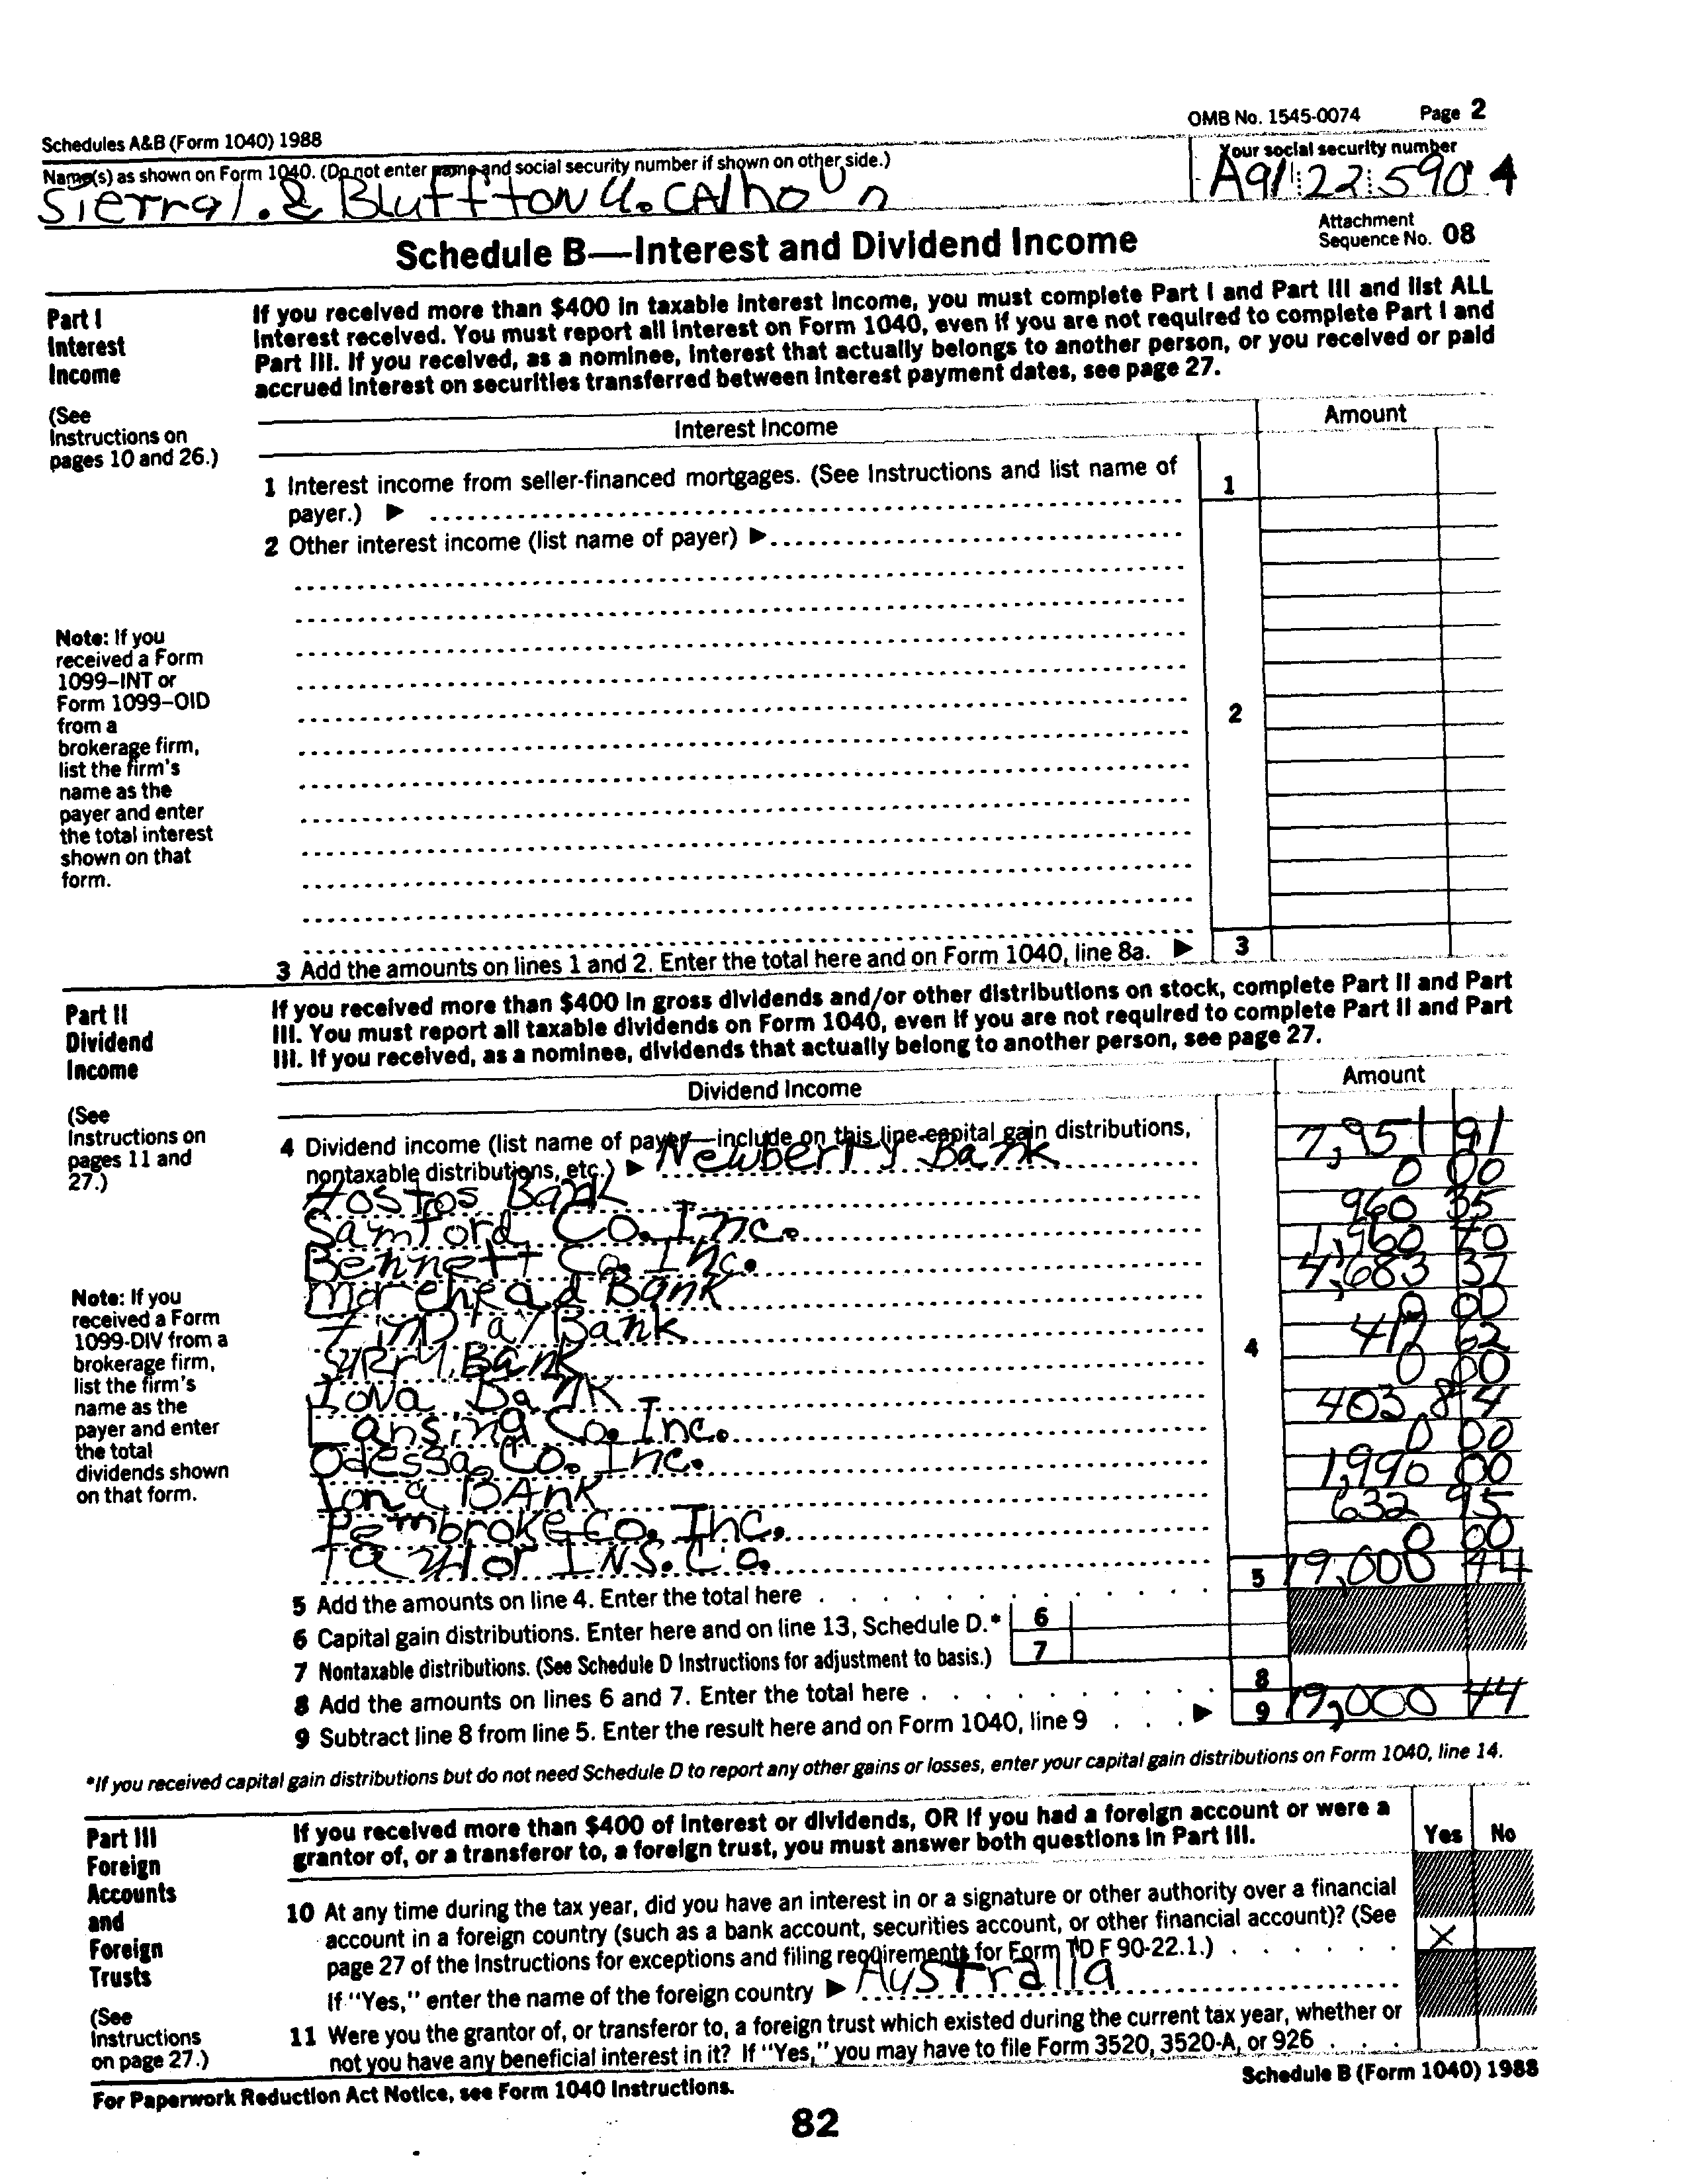 Schedules A&B (Form 1040) 1988
OMB No. 1545-0074 Page 2
Name(s) as shown on Form 1040. (Do not enter name and social security number if shown on other side.)
Your social security number
Sierra I. & Bluffton U. CAlhoun
A91 22 5904
Schedule B—Interest and Dividend Income
Attachment
Sequence No. 08
Part I
Interest
Income
(See
Instructions on
pages 10 and 26.)
If you received more than $400 in taxable interest income, you must complete Part I and Part III and list ALL
interest received. You must report all interest on Form 1040, even if you are not required to complete Part I and
Part III. If you received, as a nominee, interest that actually belongs to another person, or you received or paid
accrued interest on securities transferred between interest payment dates, see page 27.
Interest Income
Amount
1 Interest income from seller-financed mortgages. (See Instructions and list name of
payer.) ▶
1
2 Other interest income (list name of payer) ▶
Note: If you
received a Form
1099–INT or
Form 1099–OID
from a
brokerage firm,
list the firm's
name as the
payer and enter
the total interest
shown on that
form.
2
3 Add the amounts on lines 1 and 2. Enter the total here and on Form 1040, line 8a. ▶ 3
Part II
Dividend
Income
(See
Instructions on
pages 11 and
27.)
If you received more than $400 in gross dividends and/or other distributions on stock, complete Part II and Part
III. You must report all taxable dividends on Form 1040, even if you are not required to complete Part II and Part
III. If you received, as a nominee, dividends that actually belong to another person, see page 27.
Dividend Income
Amount
4 Dividend income (list name of payer—include on this line capital gain distributions,
nontaxable distributions, etc.) ▶ Newberry Bank 7,951 91
Hostos Bank 0 00
Samford Co. Inc. 960 35
Bennett Co. Inc. 1,960 40
Morehead Bank 4,683 37
Bank 0 00
SURRY Bank 417 62
Iova Bank 0 00
Lansing Co. Inc. 403 84
Odessa Co. Inc. 0 00
Iona BAnK 1,990 00
Pembroke Co. Inc. 632 95
Taylor INS. Co. 0 00
Note: If you
received a Form
1099-DIV from a
brokerage firm,
list the firm's
name as the
payer and enter
the total
dividends shown
on that form.
4
5 Add the amounts on line 4. Enter the total here 5 19,000 44
6 Capital gain distributions. Enter here and on line 13, Schedule D.* 6
7 Nontaxable distributions. (See Schedule D Instructions for adjustment to basis.) 7
8 Add the amounts on lines 6 and 7. Enter the total here 8
9 Subtract line 8 from line 5. Enter the result here and on Form 1040, line 9 ▶ 9 19,000 44
*If you received capital gain distributions but do not need Schedule D to report any other gains or losses, enter your capital gain distributions on Form 1040, line 14.
Part III
Foreign
Accounts
and
Foreign
Trusts
(See
Instructions
on page 27.)
If you received more than $400 of interest or dividends, OR if you had a foreign account or were a
grantor of, or a transferor to, a foreign trust, you must answer both questions in Part III.
Yes No
10 At any time during the tax year, did you have an interest in or a signature or other authority over a financial
account in a foreign country (such as a bank account, securities account, or other financial account)? (See
page 27 of the Instructions for exceptions and filing requirements for Form TD F 90-22.1.) X
If "Yes," enter the name of the foreign country ▶ Australia
11 Were you the grantor of, or transferor to, a foreign trust which existed during the current tax year, whether or
not you have any beneficial interest in it? If "Yes," you may have to file Form 3520, 3520-A, or 926
For Paperwork Reduction Act Notice, see Form 1040 Instructions.
Schedule B (Form 1040) 1988
82